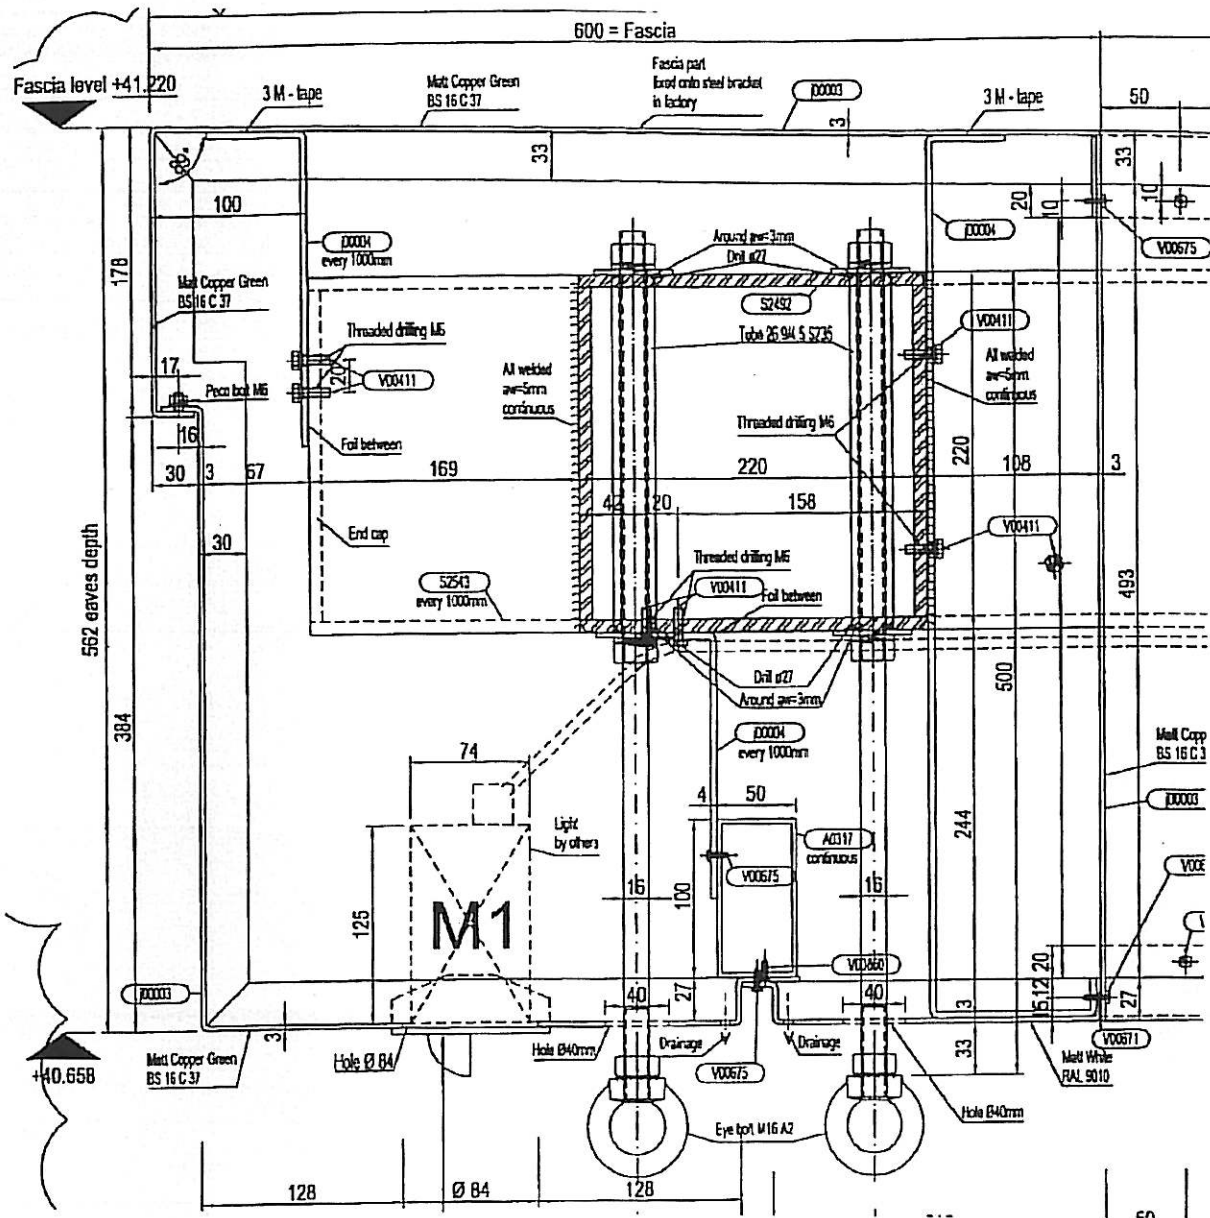 600 = Fascia
Fascia level +41.220
3 M - tape
Matt Copper Green
BS 16 C 37
Fascia part
fixed onto steel bracket
in factory
j00003
3 M - tape
50
3
33
33
20
10
10
100
178
j00004
every 1000mm
Around aw=3mm
Drill ø27
j00004
V00675
Matt Copper Green
BS 16 C 37
S2492
Threaded drilling M6
Tube 26.9/4.5 S235
V00411
17
20
V00411
All welded
aw=5mm
continuous
All welded
aw=5mm
continuous
Peco bolt M6
Threaded drilling M6
16
Foil between
220
30
3
67
169
220
108
3
42
20
158
V00411
30
End cap
Threaded drilling M6
562 eaves depth
S2543
every 1000mm
V00411
Foil between
493
Drill ø27
Around aw=3mm
500
384
j00004
every 1000mm
74
BS 16 C 3
4
50
j00003
Light
by others
A0317
continuous
244
V00675
125
M1
16
100
16
V00860
20
j00003
40
27
40
3
15,12
27
3
Hole Ø 84
Hole Ø40mm
Drainage
Drainage
33
V00671
+40.658
Matt Copper Green
BS 16 C 37
V00675
Matt White
RAL 9010
Hole Ø40mm
Eye bolt M16 A2
128
Ø 84
128